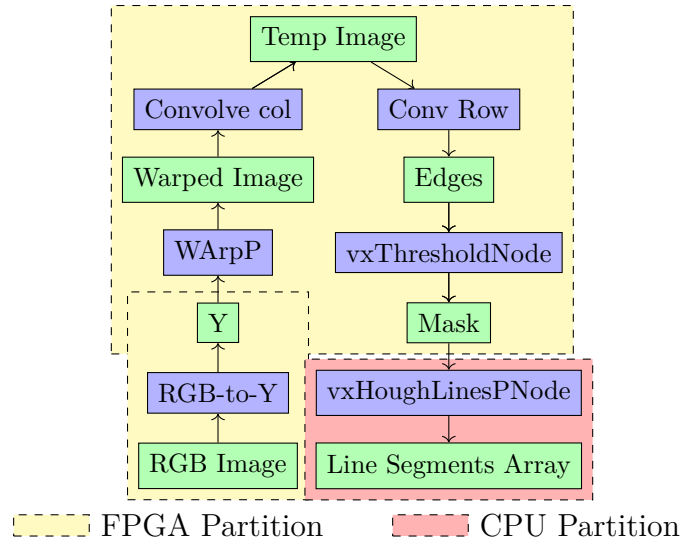 Temp Image
Convolve col
Conv Row
Warped Image
Edges
WArpP
vxThresholdNode
Y
Mask
RGB-to-Y
vxHoughLinesPNode
RGB Image
Line Segments Array
FPGA Partition
CPU Partition